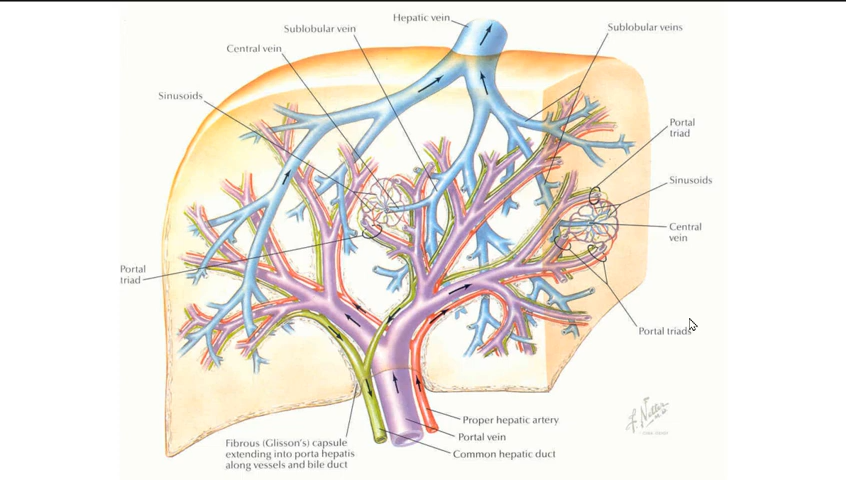 Hepatic vein
Sublobular vein
Sublobular veins
Central vein
Sinusoids
Portal
triad
Sinusoids
Central
vein
Portal
triad
Portal triads
Proper hepatic artery
Portal vein
Common hepatic duct
Fibrous (Glisson's) capsule
extending into porta hepatis
along vessels and bile duct
F. Netter